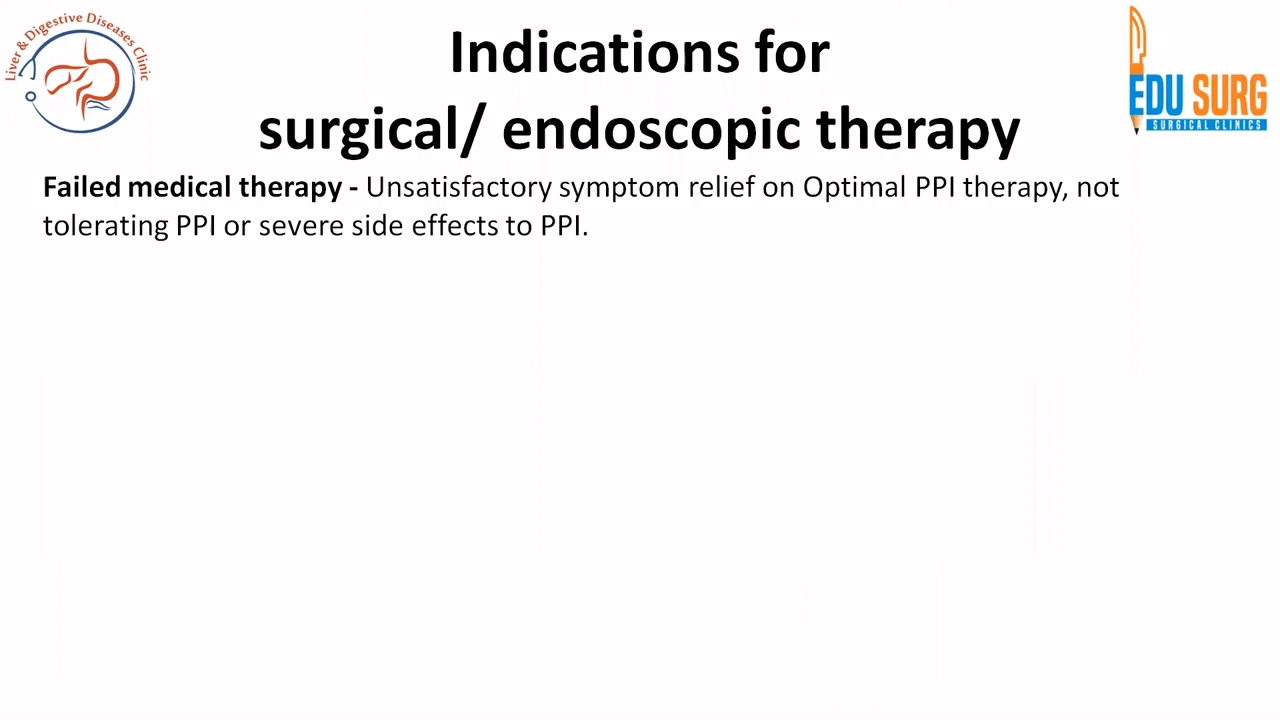 Liver & Digestive Diseases Clinic
Indications for
surgical/ endoscopic therapy
EDU SURG
SURGICAL CLINICS
Failed medical therapy - Unsatisfactory symptom relief on Optimal PPI therapy, not
tolerating PPI or severe side effects to PPI.